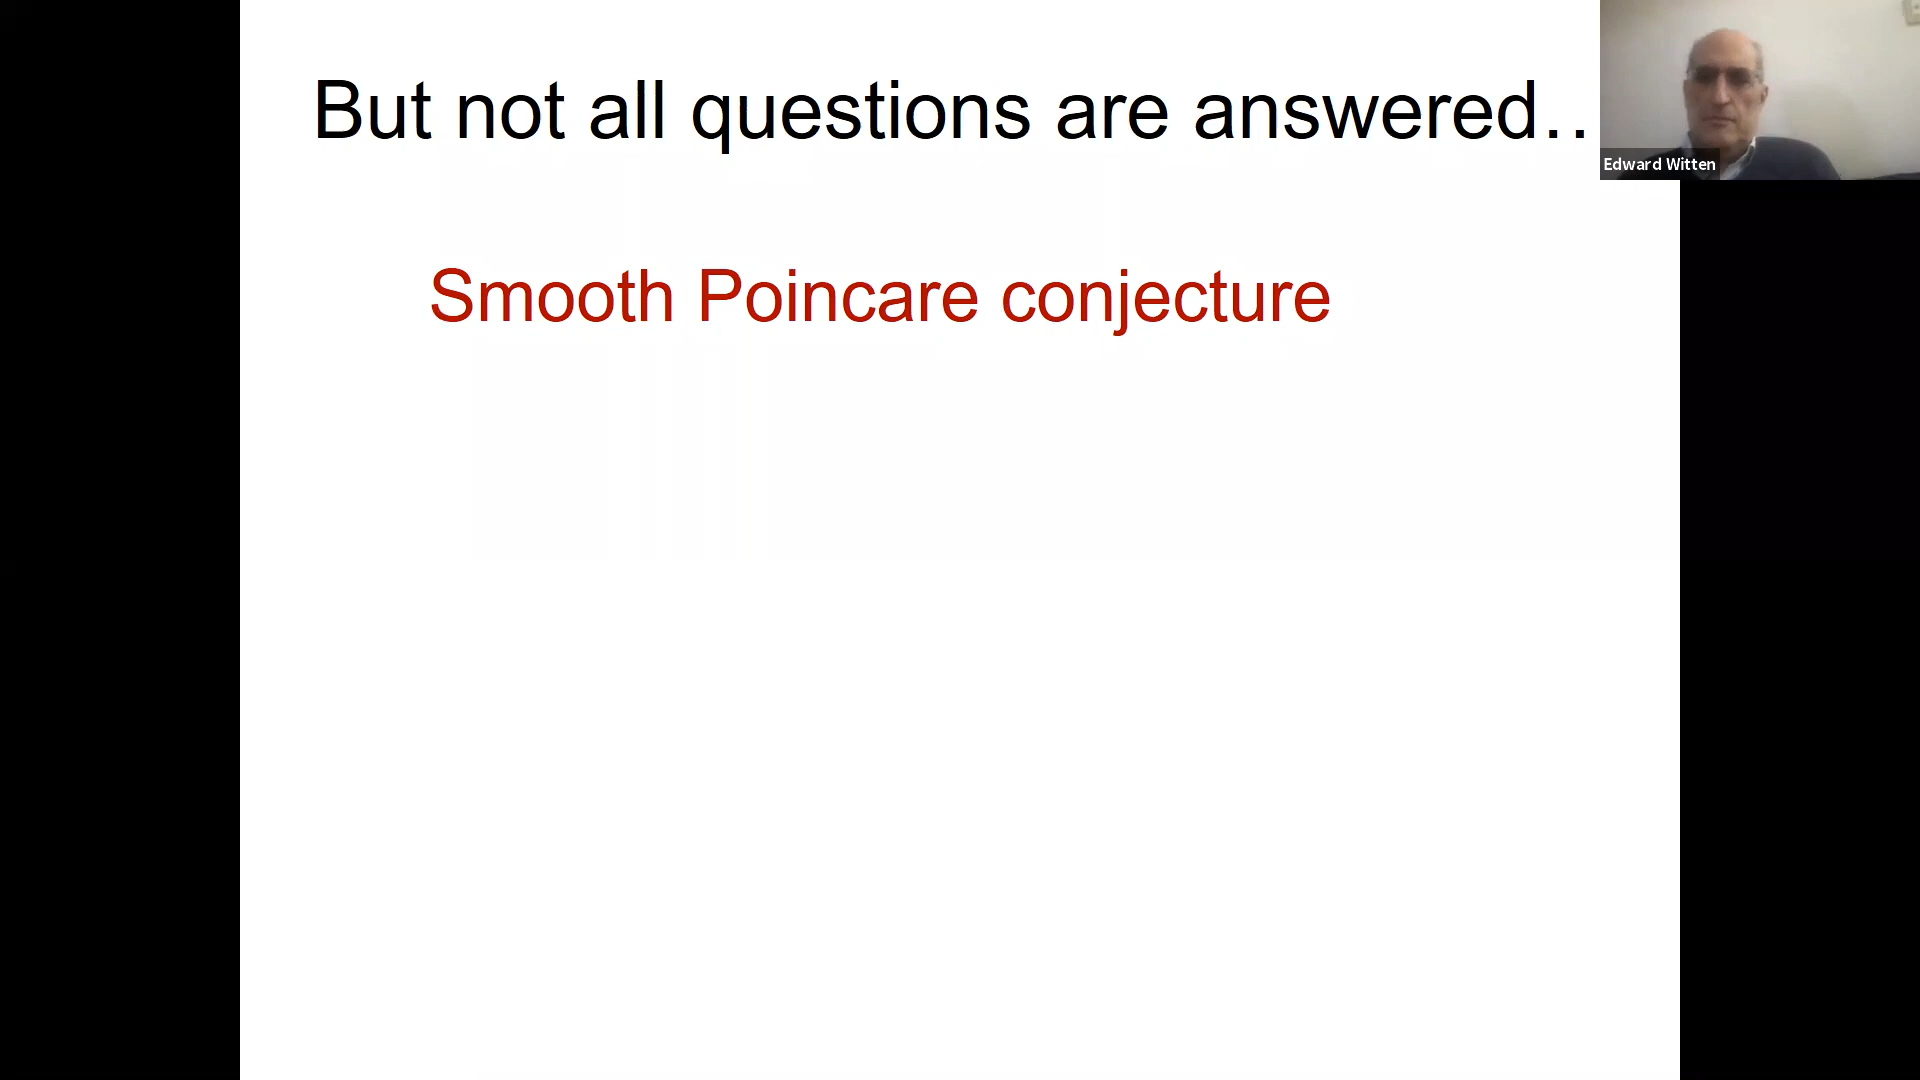 But not all questions are answered..
Edward Witten
Smooth Poincare conjecture